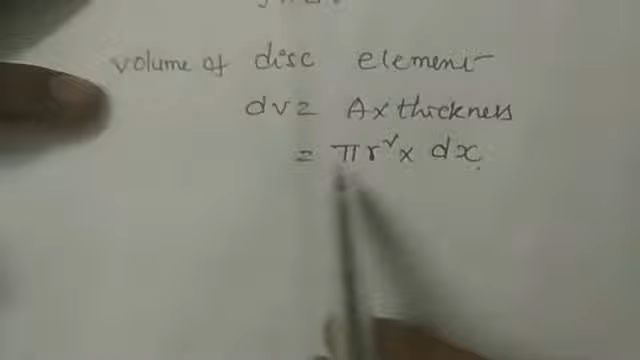 volume of disc element
dv = A x thickness
= πr² x dx